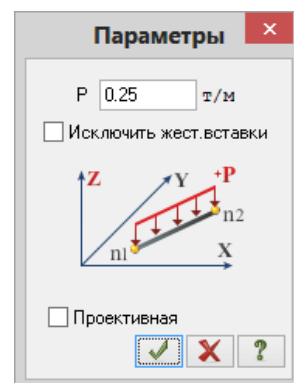 Параметры
P 0.25 т/м
Исключить жест.вставки
Z Y +P
n2
n1 X
Проективная
?